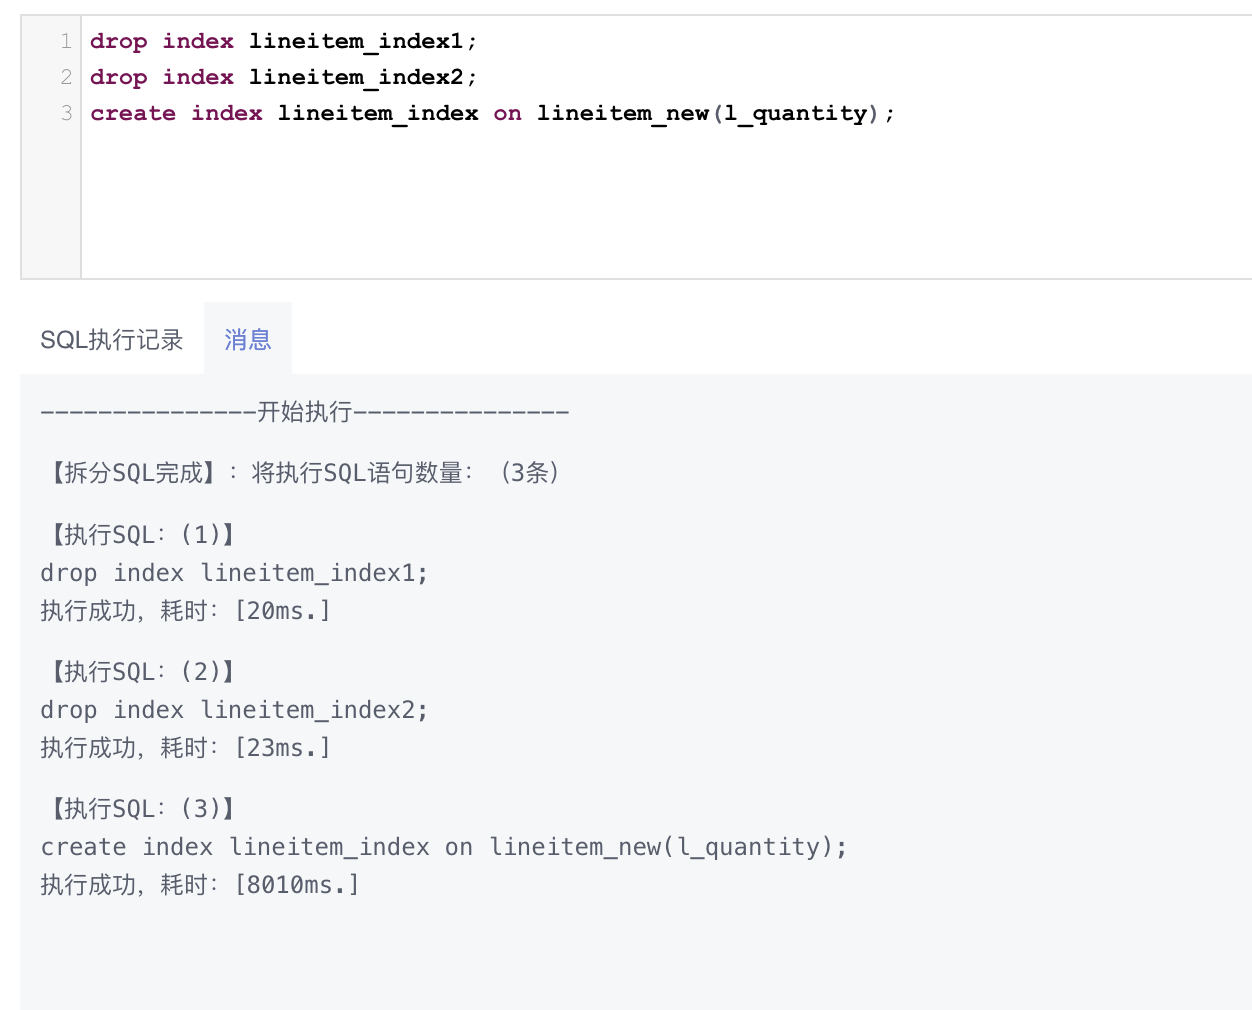 1 drop index lineitem_index1;
2 drop index lineitem_index2;
3 create index lineitem_index on lineitem_new(l_quantity);
SQL执行记录 消息
---------------开始执行---------------
【拆分SQL完成】：将执行SQL语句数量：（3条）
【执行SQL：(1)】
drop index lineitem_index1;
执行成功，耗时：[20ms.]
【执行SQL：(2)】
drop index lineitem_index2;
执行成功，耗时：[23ms.]
【执行SQL：(3)】
create index lineitem_index on lineitem_new(l_quantity);
执行成功，耗时：[8010ms.]